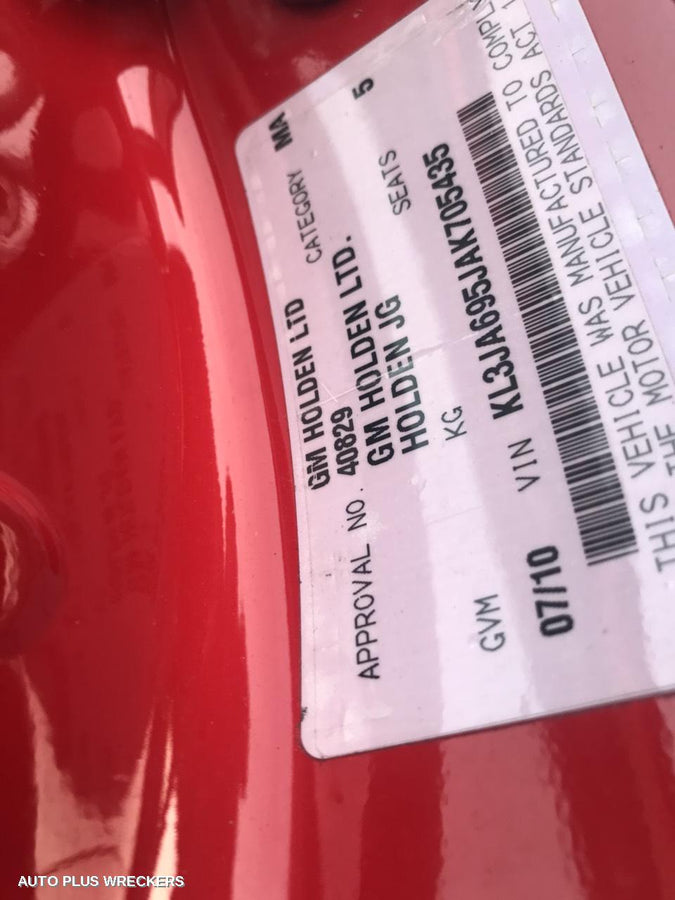 GM HOLDEN LTD CATEGORY MA
APPROVAL NO. 40829
GM HOLDEN LTD. 5
HOLDEN JG SEATS
GVM KG
07/10 VIN KL3JA695JAK705435
THIS VEHICLE WAS MANUFACTURED TO COMPLY
THE MOTOR VEHICLE STANDARDS ACT
AUTO PLUS WRECKERS